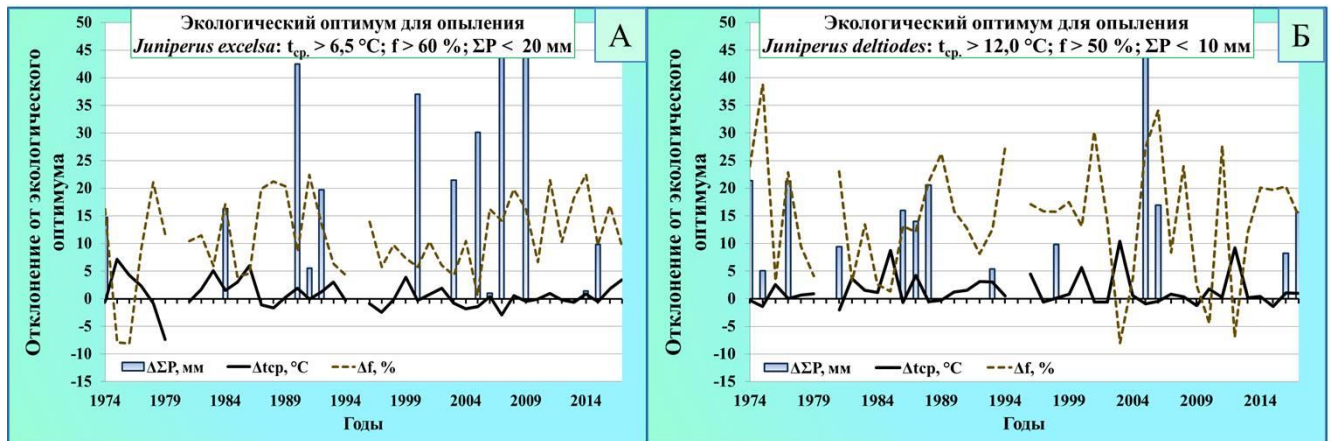 Экологический оптимум для опыления
Juniperus excelsa: tср. > 6,5 °C; f > 60 %; ΣP < 20 мм
А
Отклонение от экологического
оптимума
50
45
40
35
30
25
20
15
10
5
0
-5
-10
-15
ΔΣP, мм
Δtср, °C
Δf, %
1974 1979 1984 1989 1994 1999 2004 2009 2014
Годы
Экологический оптимум для опыления
Juniperus deltiodes: tср. > 12,0 °C; f > 50 %; ΣP < 10 мм
Б
Отклонение от экологического
оптимума
50
45
40
35
30
25
20
15
10
5
0
-5
-10
-15
ΔΣP, мм
Δtср, °C
Δf, %
1974 1979 1984 1989 1994 1999 2004 2009 2014
Годы